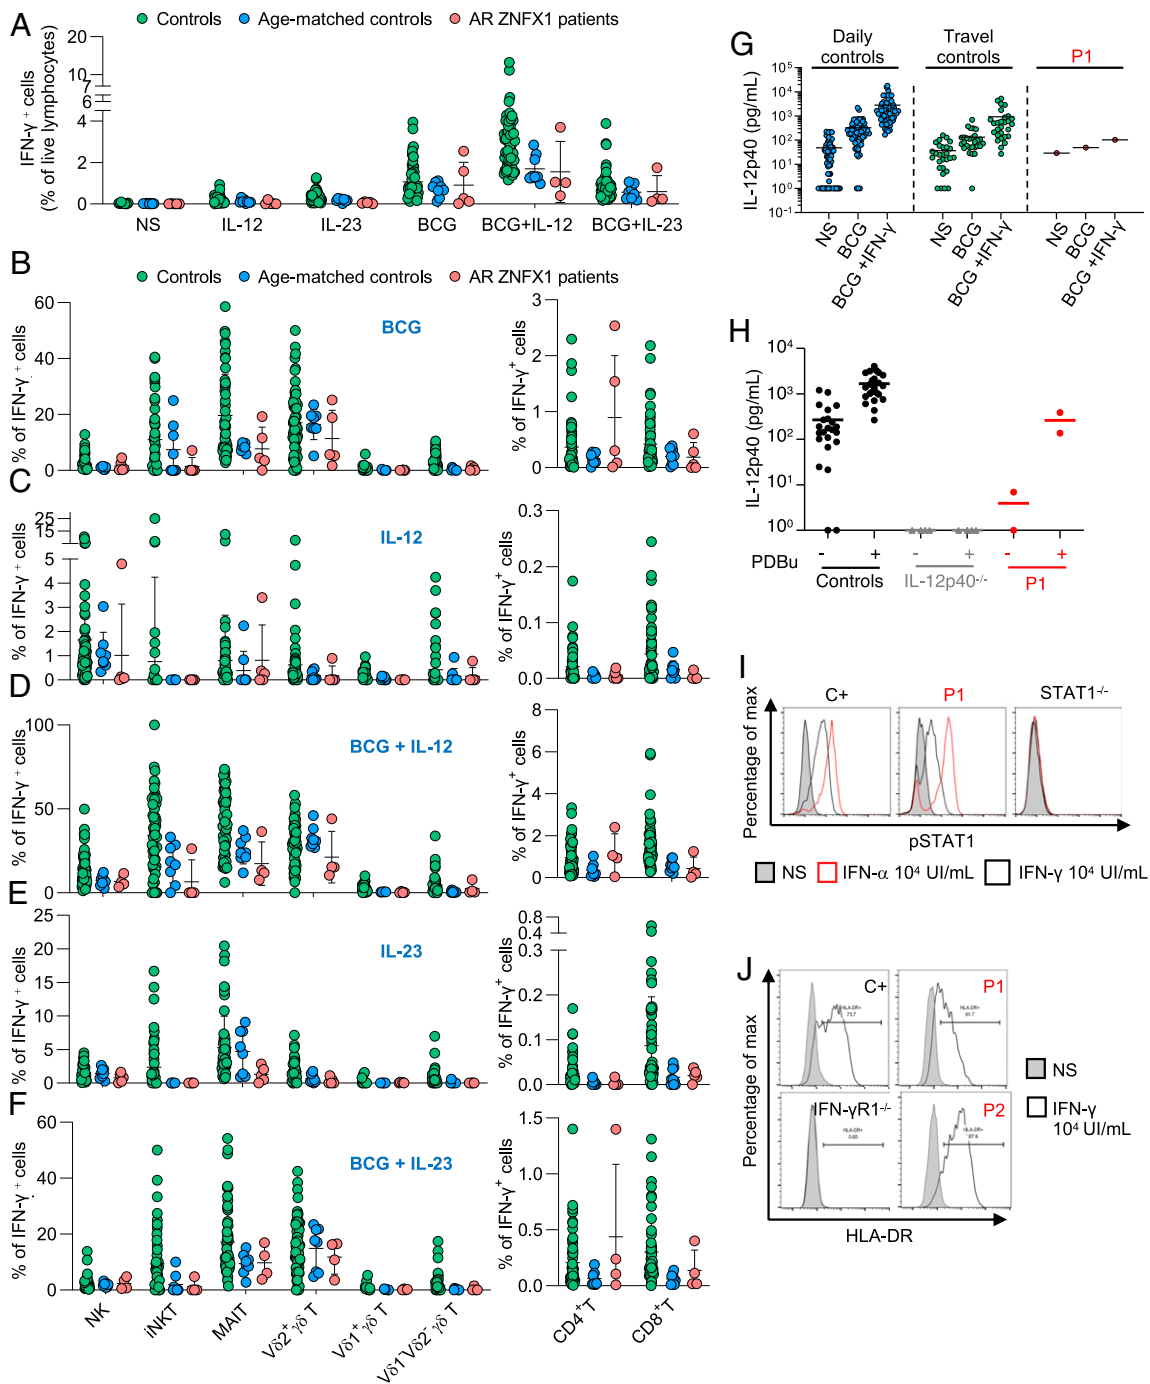 A
Controls Age-matched controls AR ZNFX1 patients
IFN-γ+ cells
(% of live lymphocytes)
20
10
7
6
4
2
0
NS IL-12 IL-23 BCG BCG+IL-12 BCG+IL-23
B
Controls Age-matched controls AR ZNFX1 patients
BCG
% of IFN-γ+ cells
60
40
20
0
% of IFN-γ+ cells
3
2
1
0
C
IL-12
% of IFN-γ+ cells
25
15
5
4
3
2
1
0
% of IFN-γ+ cells
0.3
0.2
0.1
0.0
D
BCG + IL-12
% of IFN-γ+ cells
100
50
0
% of IFN-γ+ cells
8
6
4
2
0
E
IL-23
% of IFN-γ+ cells
25
20
15
10
5
0
% of IFN-γ+ cells
0.8
0.4
0.3
0.2
0.1
0.0
F
BCG + IL-23
% of IFN-γ+ cells
60
40
20
0
% of IFN-γ+ cells
1.5
1.0
0.5
0.0
NK iNKT MAIT Vδ2+γδ T Vδ1+γδ T Vδ1-Vδ2-γδ T
CD4+T CD8+T
G
Daily controls
Travel controls
P1
IL-12p40 (pg/mL)
10⁵
10⁴
10³
10²
10¹
10⁰
10⁻¹
NS BCG BCG +IFN-γ NS BCG BCG +IFN-γ NS BCG BCG +IFN-γ
H
IL-12p40 (pg/mL)
10⁴
10³
10²
10¹
10⁰
PDBu - + - + - +
Controls IL-12p40-/- P1
I
C+ P1 STAT1-/-
Percentage of max
pSTAT1
NS IFN-α 10⁴ UI/mL IFN-γ 10⁴ UI/mL
J
C+ P1
HLA-DR+
73.7
HLA-DR+
IFN-γR1-/- P2
HLA-DR+
HLA-DR+
Percentage of max
HLA-DR
NS
IFN-γ
10⁴ UI/mL